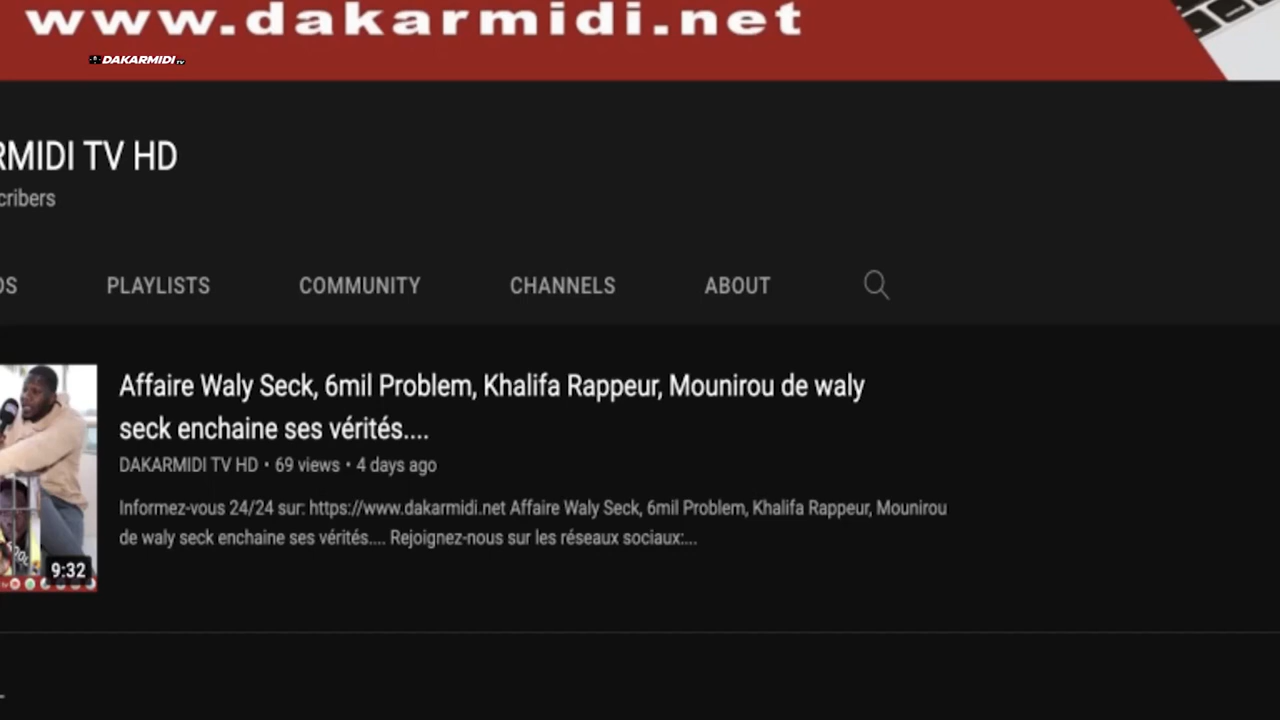 www.dakarmidi.net
DAKARMIDI TV
RMIDI TV HD
cribers
PLAYLISTS COMMUNITY CHANNELS ABOUT
Affaire Waly Seck, 6mil Problem, Khalifa Rappeur, Mounirou de waly
seck enchaine ses vérités....
DAKARMIDI TV HD • 69 views • 4 days ago
Informez-vous 24/24 sur: https://www.dakarmidi.net Affaire Waly Seck, 6mil Problem, Khalifa Rappeur, Mounirou
de waly seck enchaine ses vérités.... Rejoignez-nous sur les réseaux sociaux:...
9:32